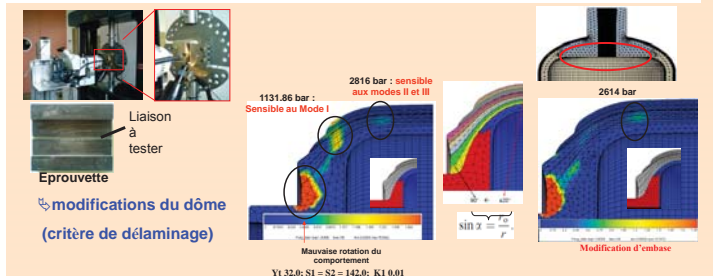 Liaison
à
tester
Eprouvette
modifications du dôme
(critère de délaminage)
1131.86 bar :
Sensible au Mode I
2816 bar : sensible
aux modes II et III
2614 bar
sin α = r₀/r
Mauvaise rotation du
comportement
Modification d'embase
Yt 32.0; S1 = S2 = 142.0; K1 0.01